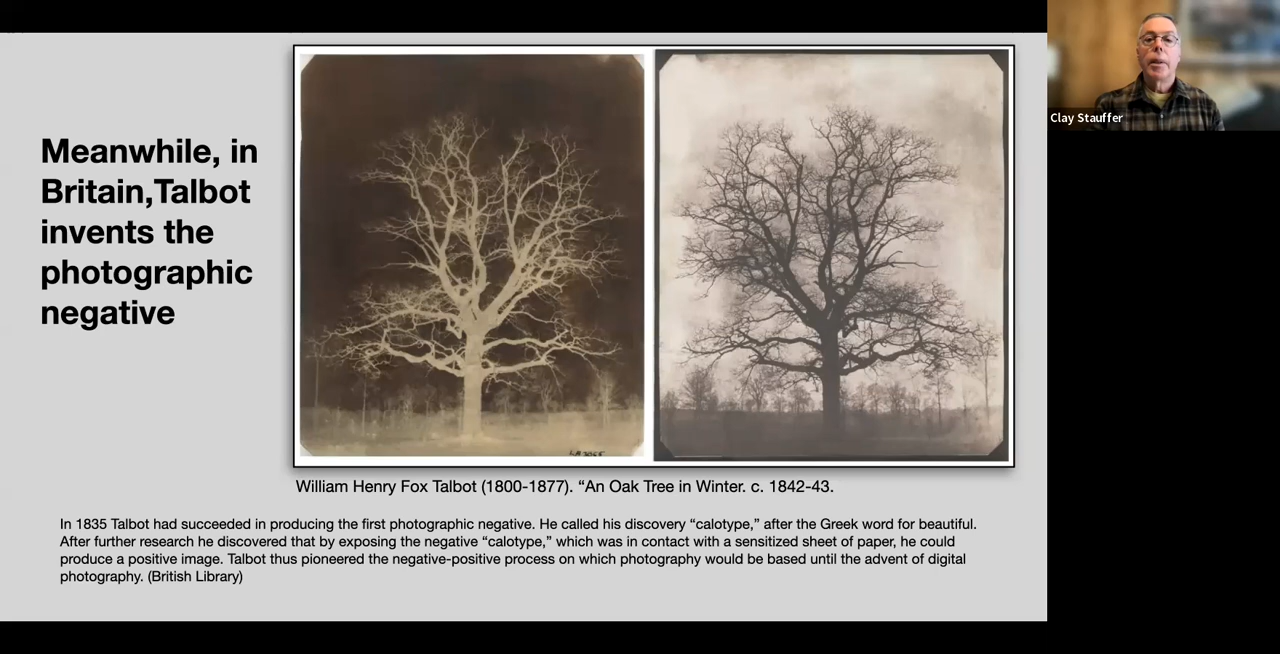 Meanwhile, in
Britain,Talbot
invents the
photographic
negative
William Henry Fox Talbot (1800-1877). “An Oak Tree in Winter. c. 1842-43.
In 1835 Talbot had succeeded in producing the first photographic negative. He called his discovery “calotype,” after the Greek word for beautiful.
After further research he discovered that by exposing the negative “calotype,” which was in contact with a sensitized sheet of paper, he could
produce a positive image. Talbot thus pioneered the negative-positive process on which photography would be based until the advent of digital
photography. (British Library)
Clay Stauffer